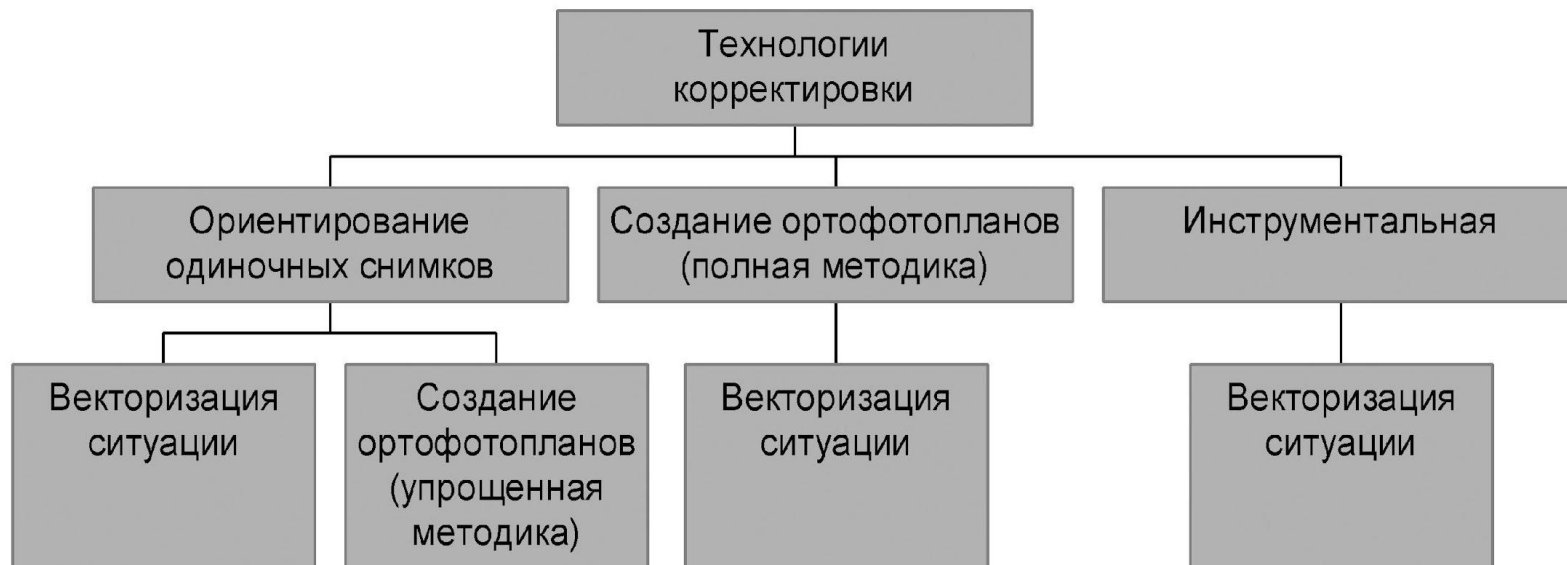 Технологии
корректировки
Ориентирование
одиночных снимков
Создание ортофотопланов
(полная методика)
Инструментальная
Векторизация
ситуации
Создание
ортофотопланов
(упрощенная
методика)
Векторизация
ситуации
Векторизация
ситуации